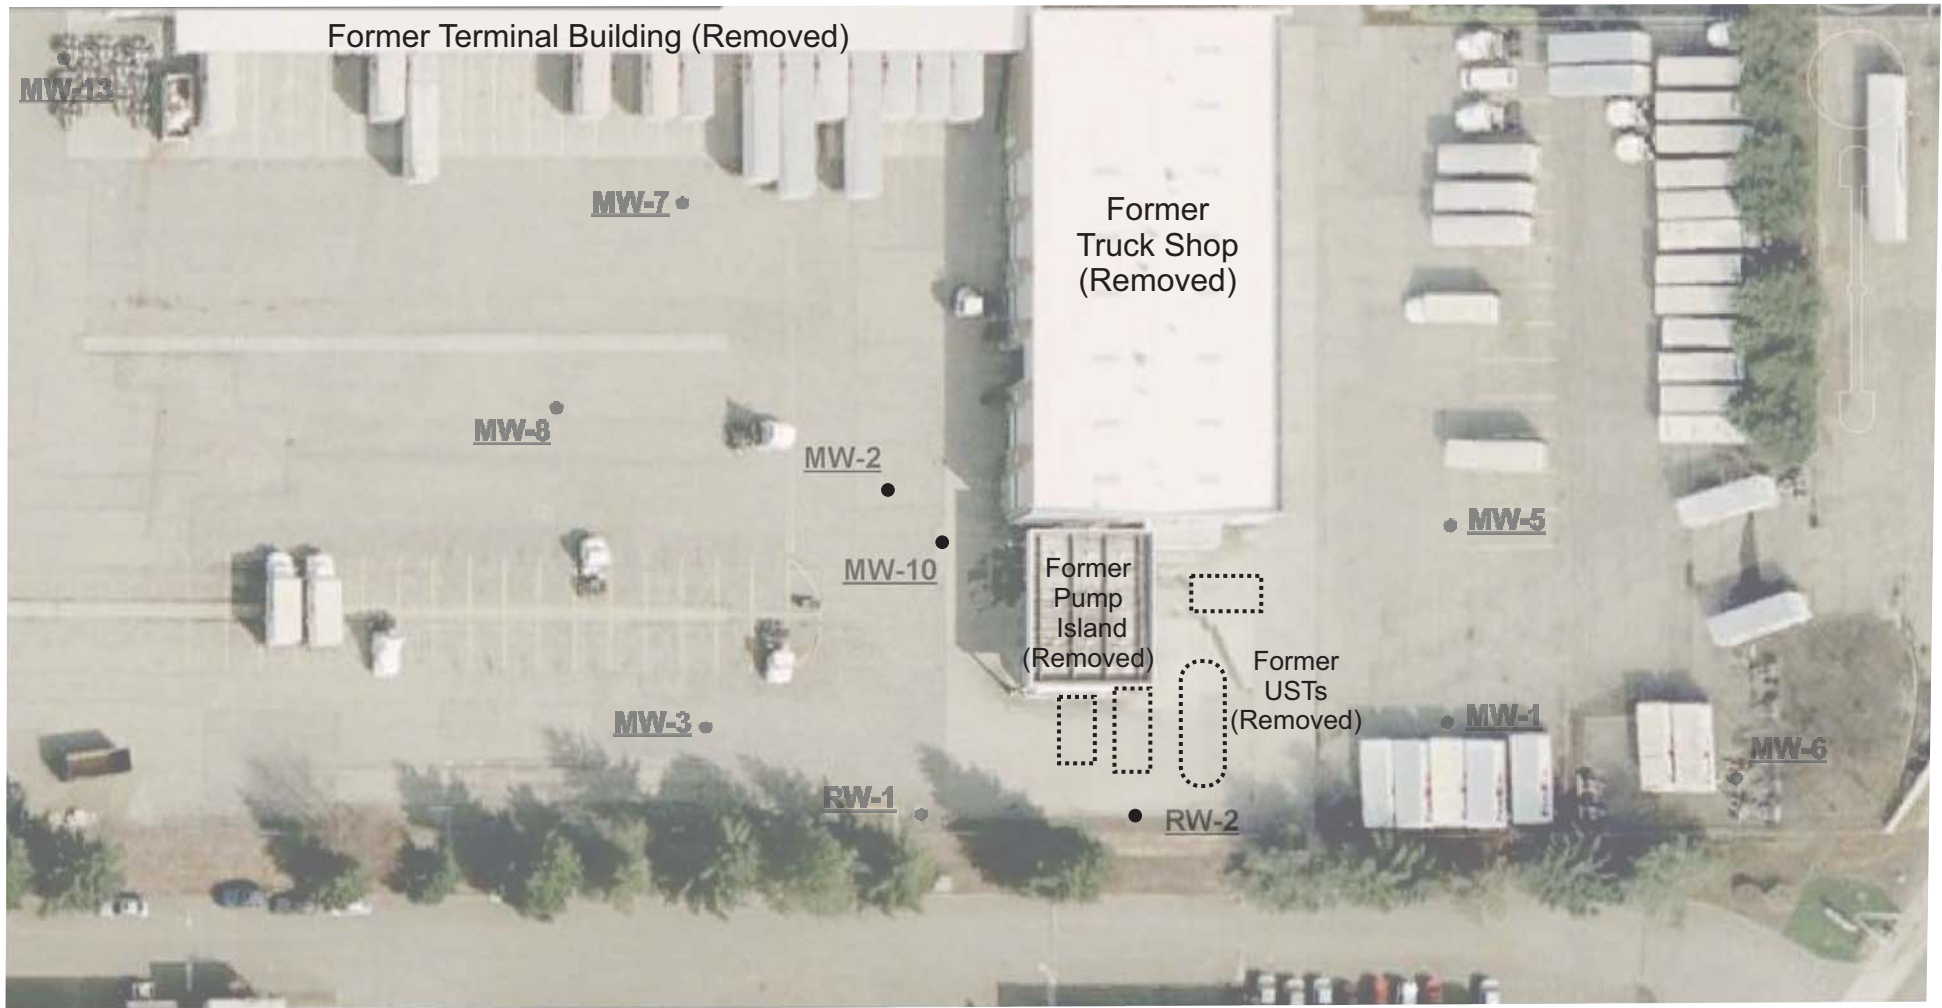 Former Terminal Building (Removed)
MW-13
MW-7
Former
Truck Shop
(Removed)
MW-8
MW-2
MW-5
MW-10
Former
Pump
Island
(Removed)
Former
USTs
(Removed)
MW-3
MW-1
MW-6
RW-1
RW-2